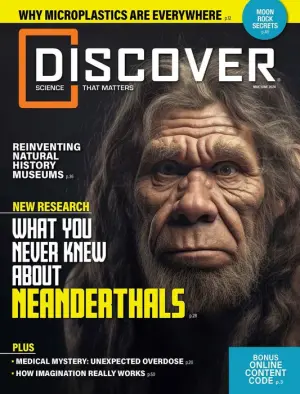 WHY MICROPLASTICS ARE EVERYWHERE
MOON
ROCK
SECRETS
DISCOVER
SCIENCE THAT MATTERS
REINVENTING
NATURAL
HISTORY
MUSEUMS
NEW RESEARCH
WHAT YOU
NEVER KNEW
ABOUT
NEANDERTHALS
PLUS
• MEDICAL MYSTERY: UNEXPECTED OVERDOSE
• HOW IMAGINATION REALLY WORKS
BONUS
ONLINE
CONTENT
CODE